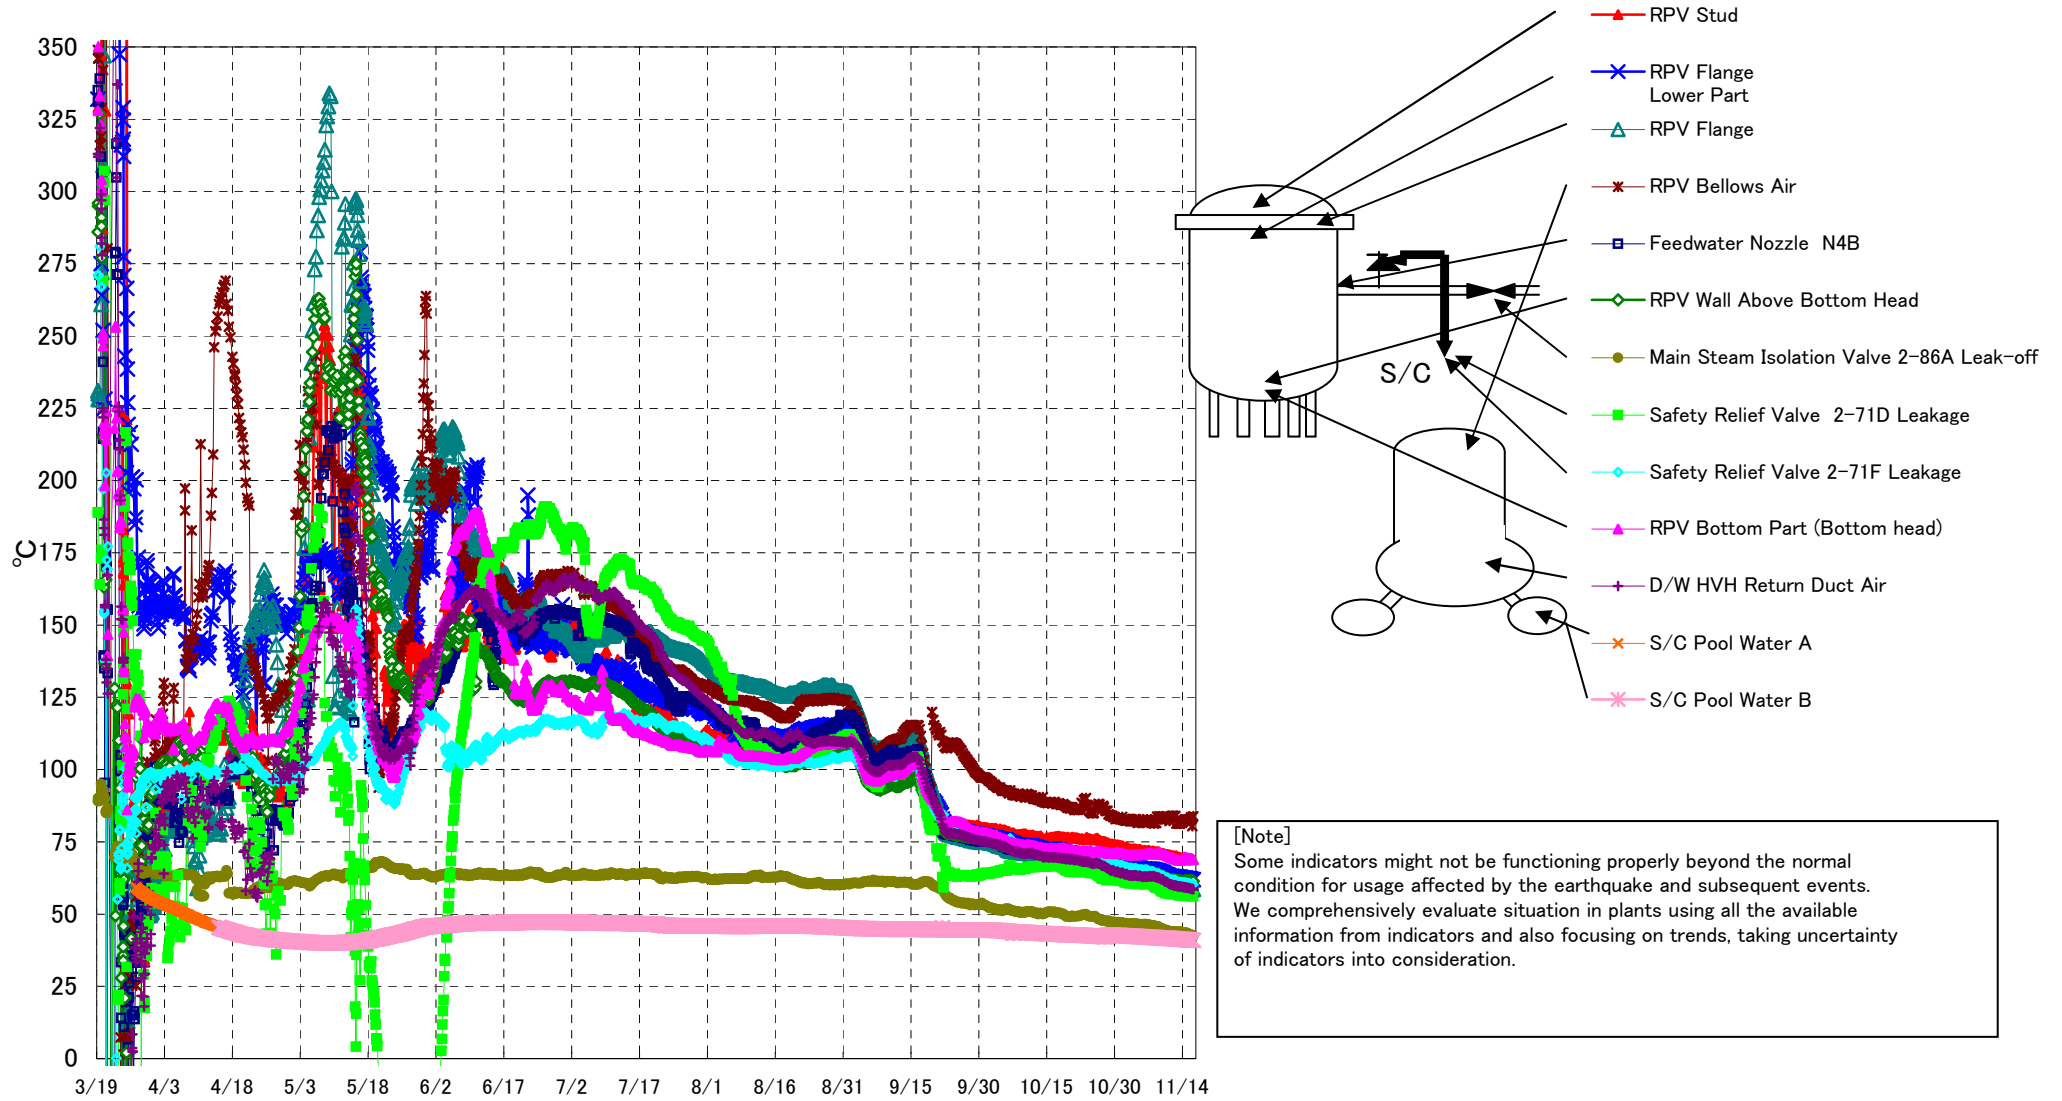 350
325
300
275
250
225
200
175
150
125
100
75
50
25
0
℃
3/19 4/3 4/18 5/3 5/18 6/2 6/17 7/2 7/17 8/1 8/16 8/31 9/15 9/30 10/15 10/30 11/14
RPV Stud
RPV Flange
Lower Part
RPV Flange
RPV Bellows Air
Feedwater Nozzle N4B
RPV Wall Above Bottom Head
Main Steam Isolation Valve 2-86A Leak-off
Safety Relief Valve 2-71D Leakage
Safety Relief Valve 2-71F Leakage
RPV Bottom Part (Bottom head)
D/W HVH Return Duct Air
S/C Pool Water A
S/C Pool Water B
S/C
[Note]
Some indicators might not be functioning properly beyond the normal
condition for usage affected by the earthquake and subsequent events.
We comprehensively evaluate situation in plants using all the available
information from indicators and also focusing on trends, taking uncertainty
of indicators into consideration.